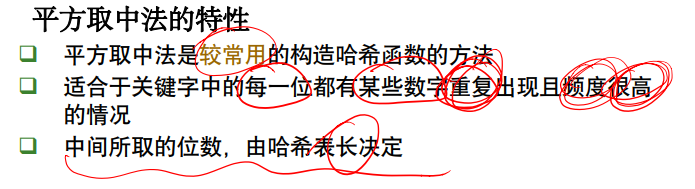 平方取中法的特性
平方取中法是较常用的构造哈希函数的方法
适合于关键字中的每一位都有某些数字重复出现且频度很高
的情况
中间所取的位数，由哈希表长决定